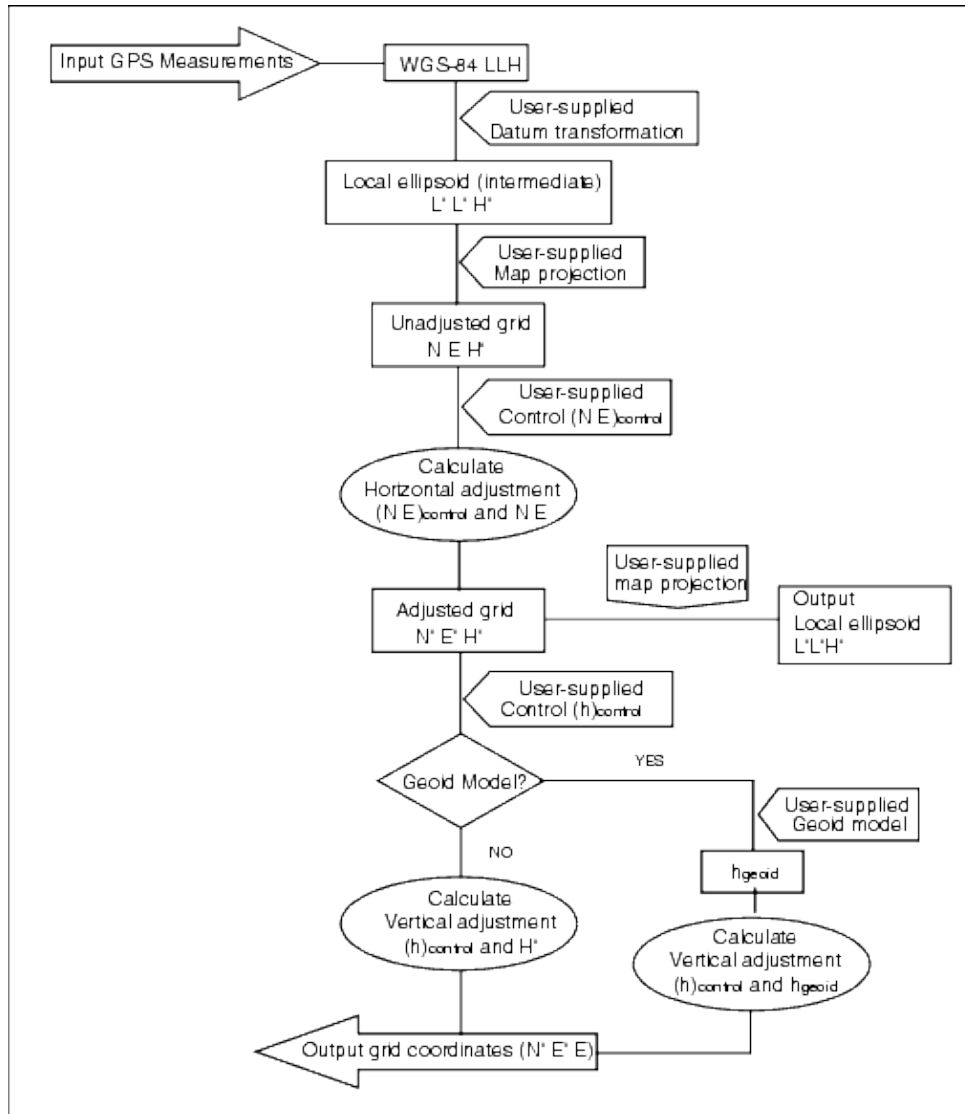 Input GPS Measurements
WGS-84 LLH
User-supplied
Datum transformation
Local ellipsoid (intermediate)
L' L' H'
User-supplied
Map projection
Unadjusted grid
N E H'
User-supplied
Control (N E)control
Calculate
Horizontal adjustment
(N E)control and N E
User-supplied
map projection
Adjusted grid
N' E' H'
Output
Local ellipsoid
L'L'H'
User-supplied
Control (h)control
Geoid Model?
YES
User-supplied
Geoid model
NO
hgeoid
Calculate
Vertical adjustment
(h)control and H'
Calculate
Vertical adjustment
(h)control and hgeoid
Output grid coordinates (N' E' E)